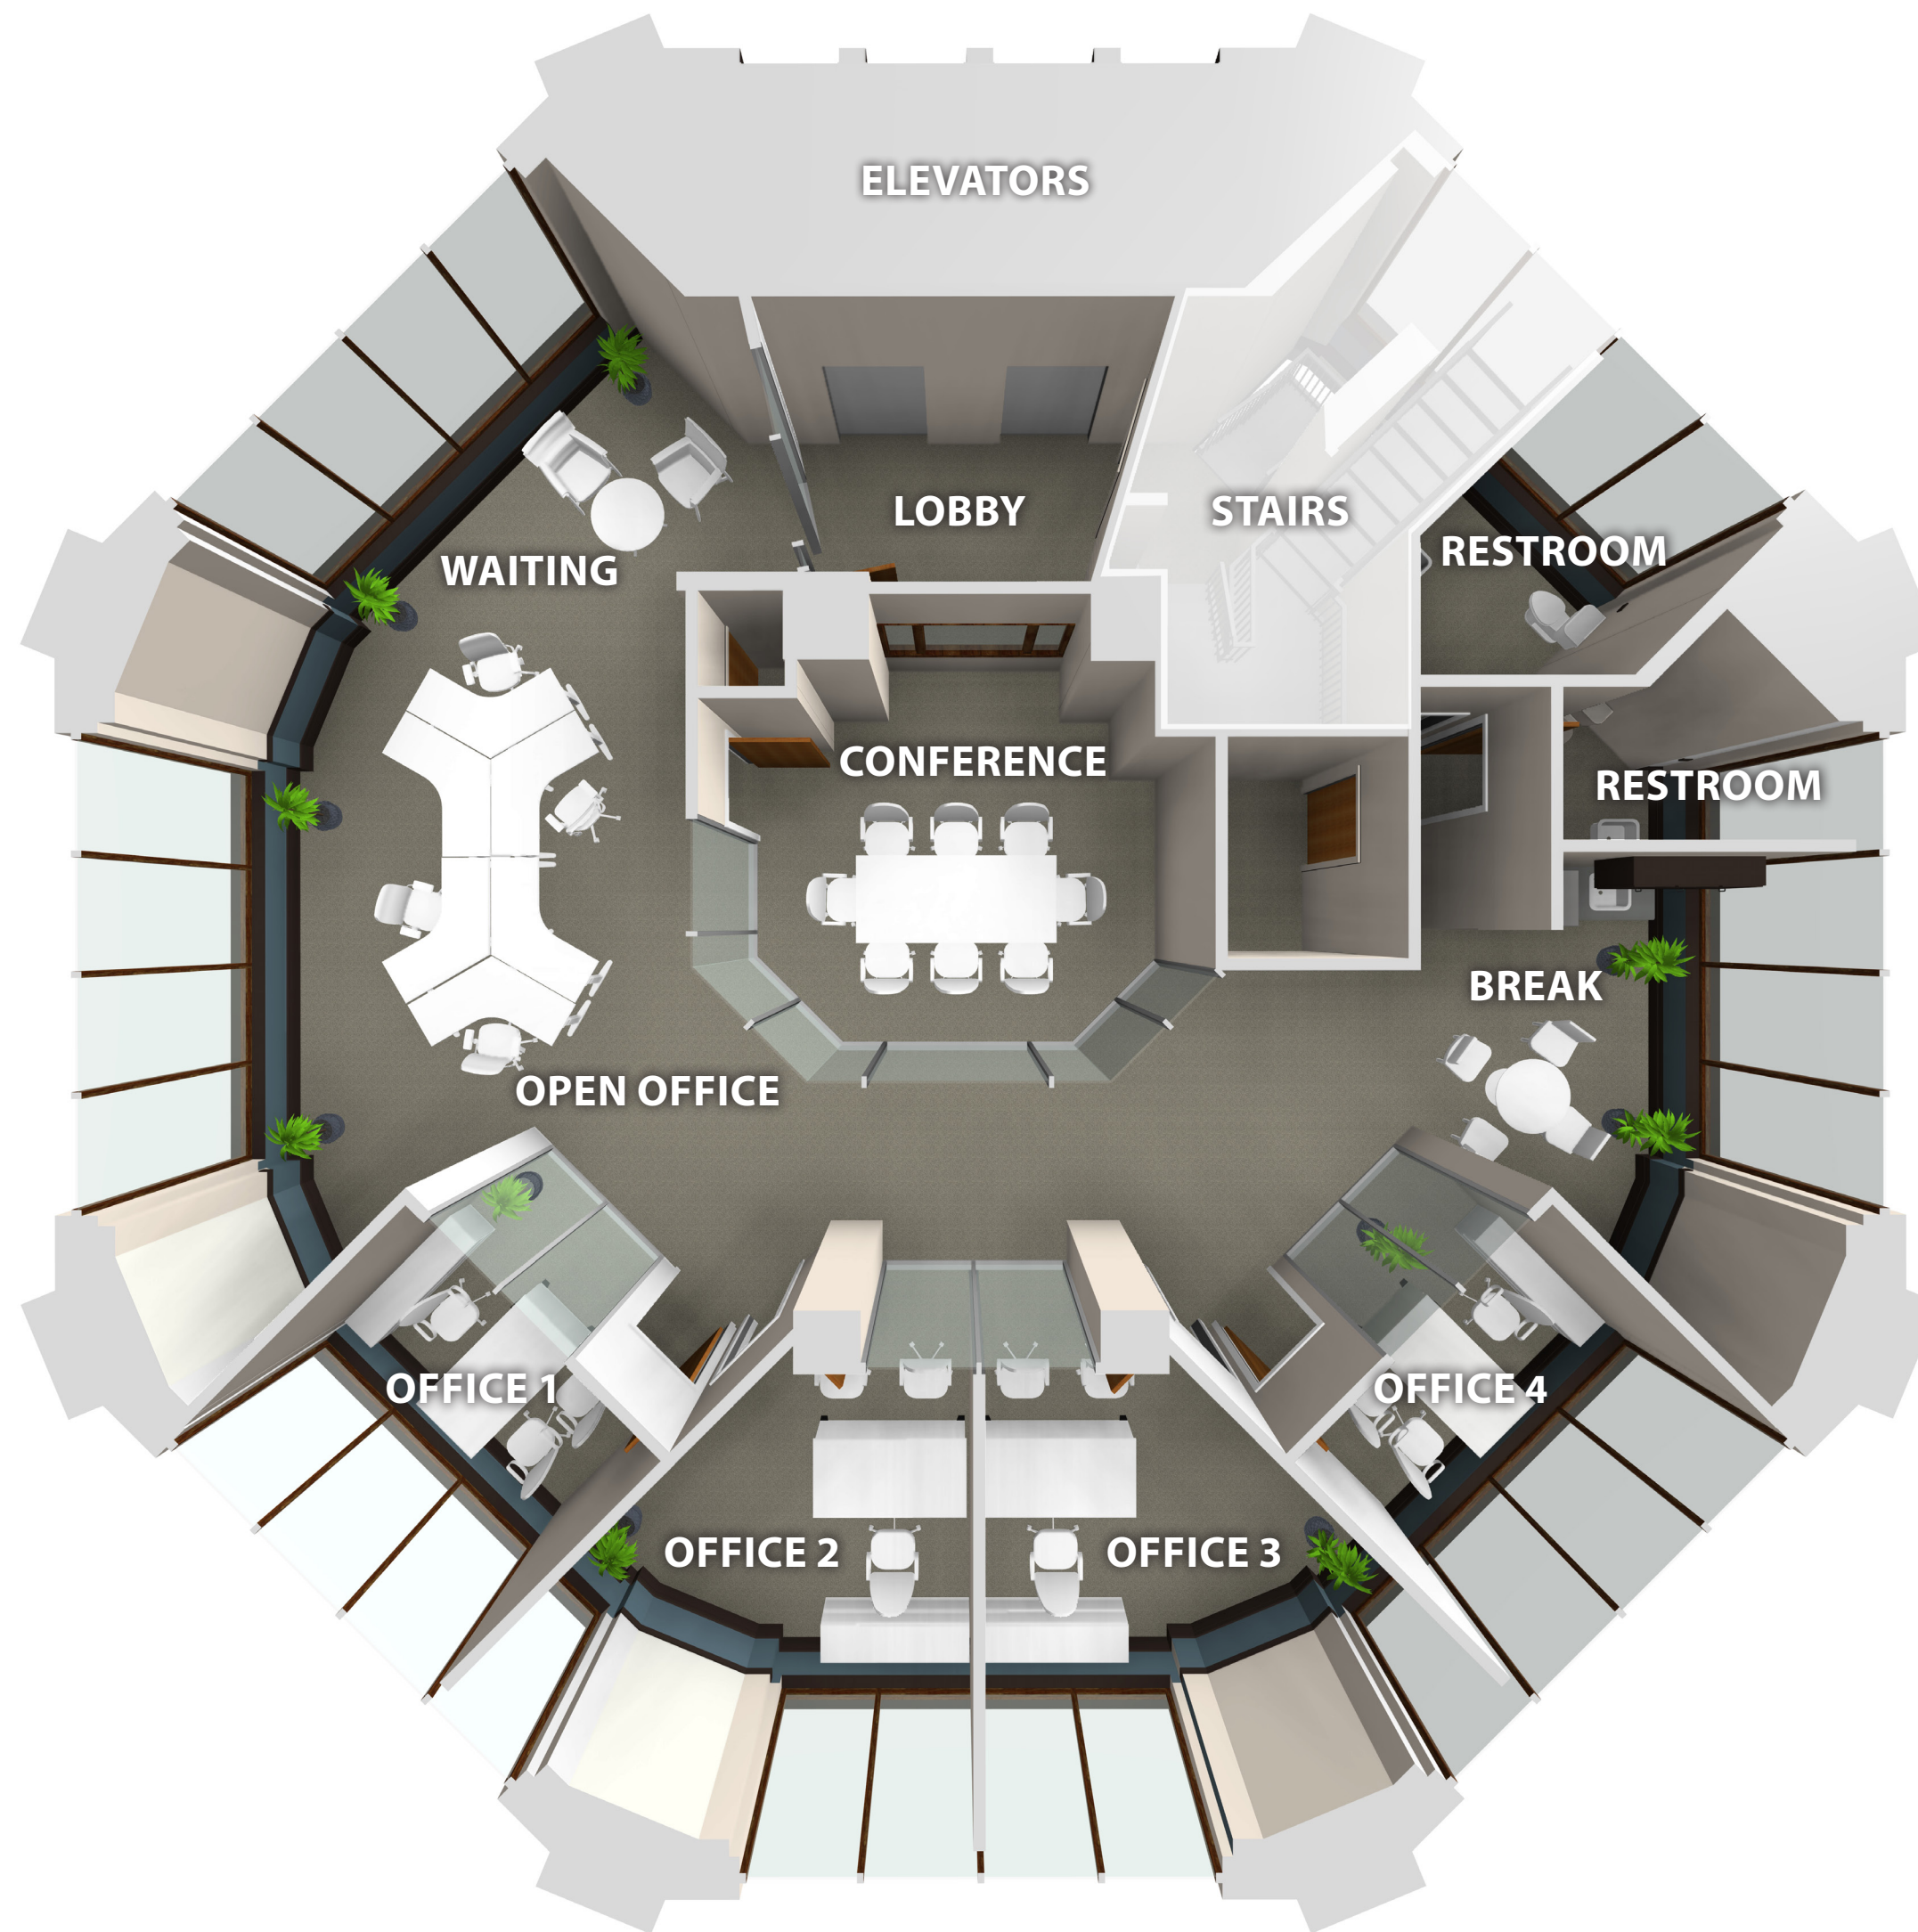 ELEVATORS
LOBBY
STAIRS
RESTROOM
WAITING
CONFERENCE
RESTROOM
BREAK
OPEN OFFICE
OFFICE 1
OFFICE 4
OFFICE 2
OFFICE 3